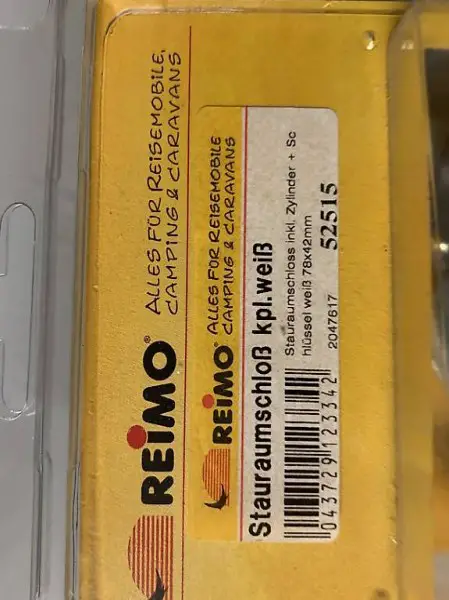 REiMO®
ALLES FÜR REISEMOBILE,
CAMPING & CARAVANS
REiMO®
ALLES FÜR REISEMOBILE
CAMPING & CARAVANS
Stauraumschloß kpl.weiß
Stauraumschloss inkl. Zylinder + Sc
hlüssel weiß 78x42mm
2047617
52515
043729123342